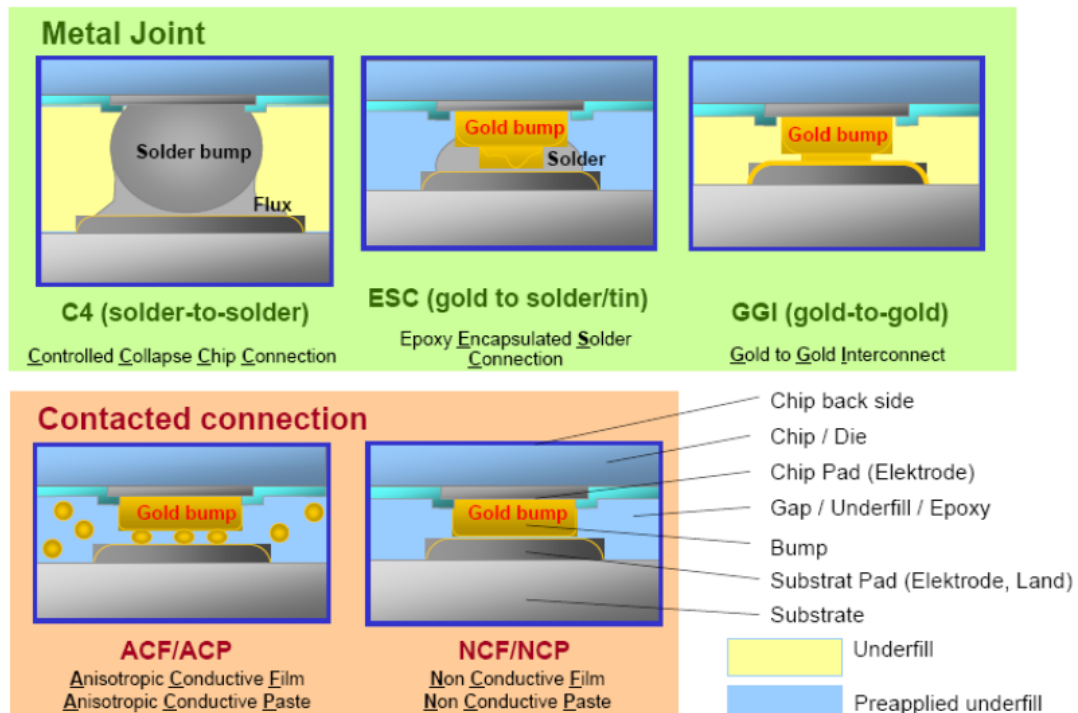 Metal Joint
Solder bump
Flux
Gold bump
Solder
Gold bump
C4 (solder-to-solder)
Controlled Collapse Chip Connection
ESC (gold to solder/tin)
Epoxy Encapsulated Solder
Connection
GGI (gold-to-gold)
Gold to Gold Interconnect
Contacted connection
Gold bump
Gold bump
ACF/ACP
Anisotropic Conductive Film
Anisotropic Conductive Paste
NCF/NCP
Non Conductive Film
Non Conductive Paste
Chip back side
Chip / Die
Chip Pad (Elektrode)
Gap / Underfill / Epoxy
Bump
Substrat Pad (Elektrode, Land)
Substrate
Underfill
Preapplied underfill